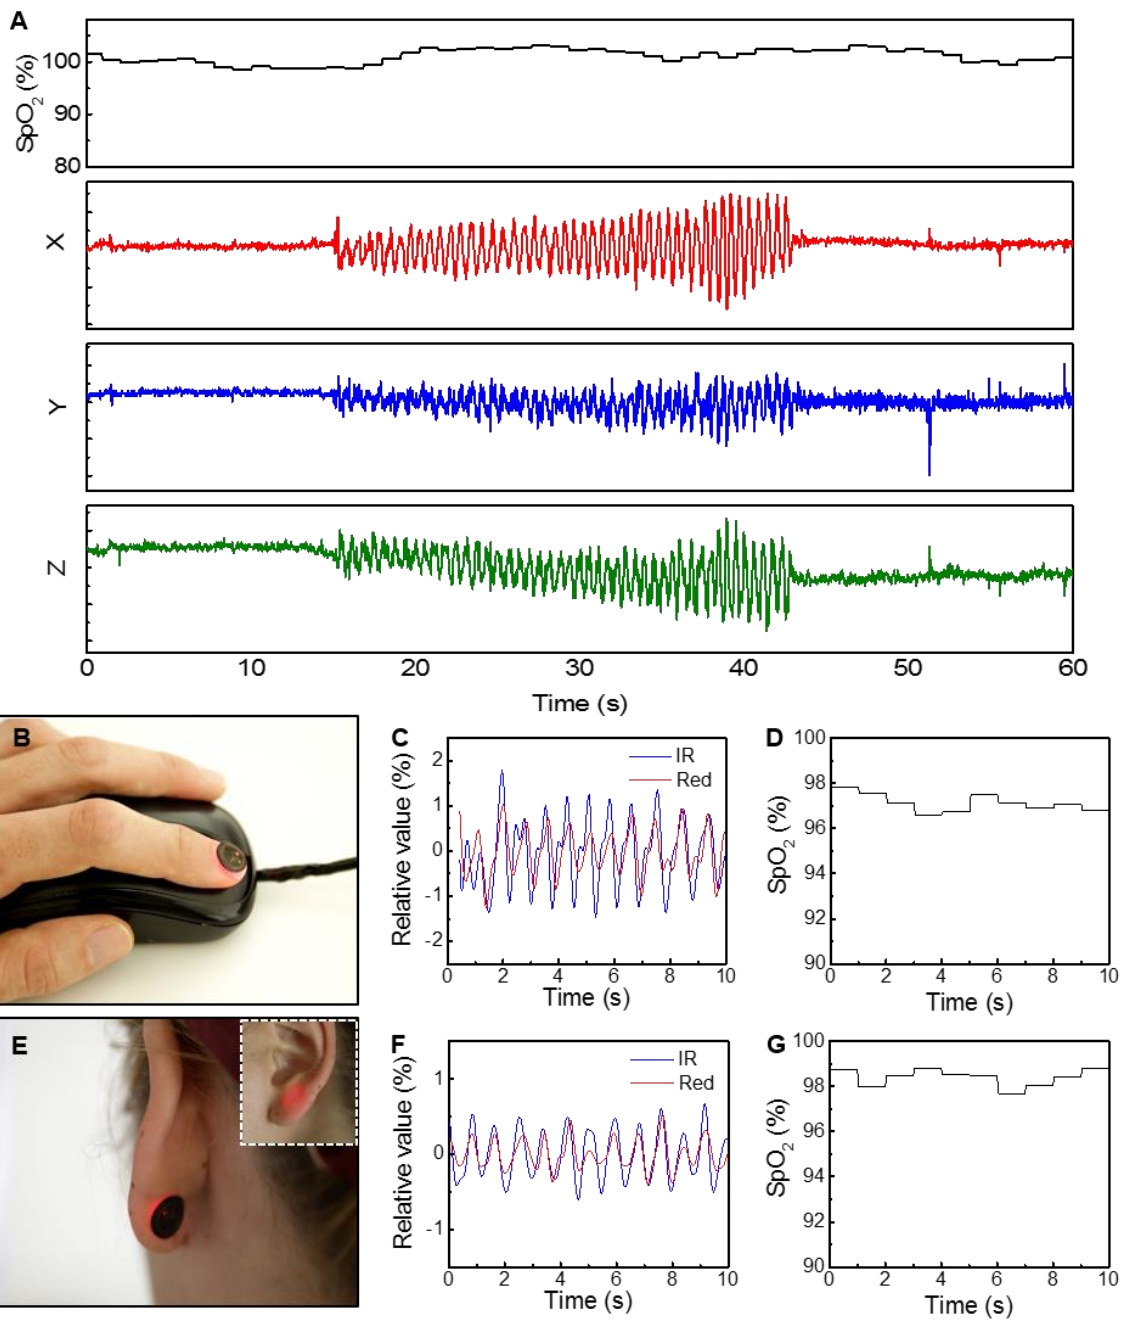 A
SpO2 (%)
100
90
80
X
Y
Z
0 10 20 30 40 50 60
Time (s)
B
C
Relative value (%)
2
1
0
-1
-2
IR
Red
0 2 4 6 8 10
Time (s)
D
SpO2 (%)
100
98
96
94
92
90
0 2 4 6 8 10
Time (s)
E
F
Relative value (%)
1
0
-1
IR
Red
0 2 4 6 8 10
Time (s)
G
SpO2 (%)
100
98
96
94
92
90
0 2 4 6 8 10
Time (s)